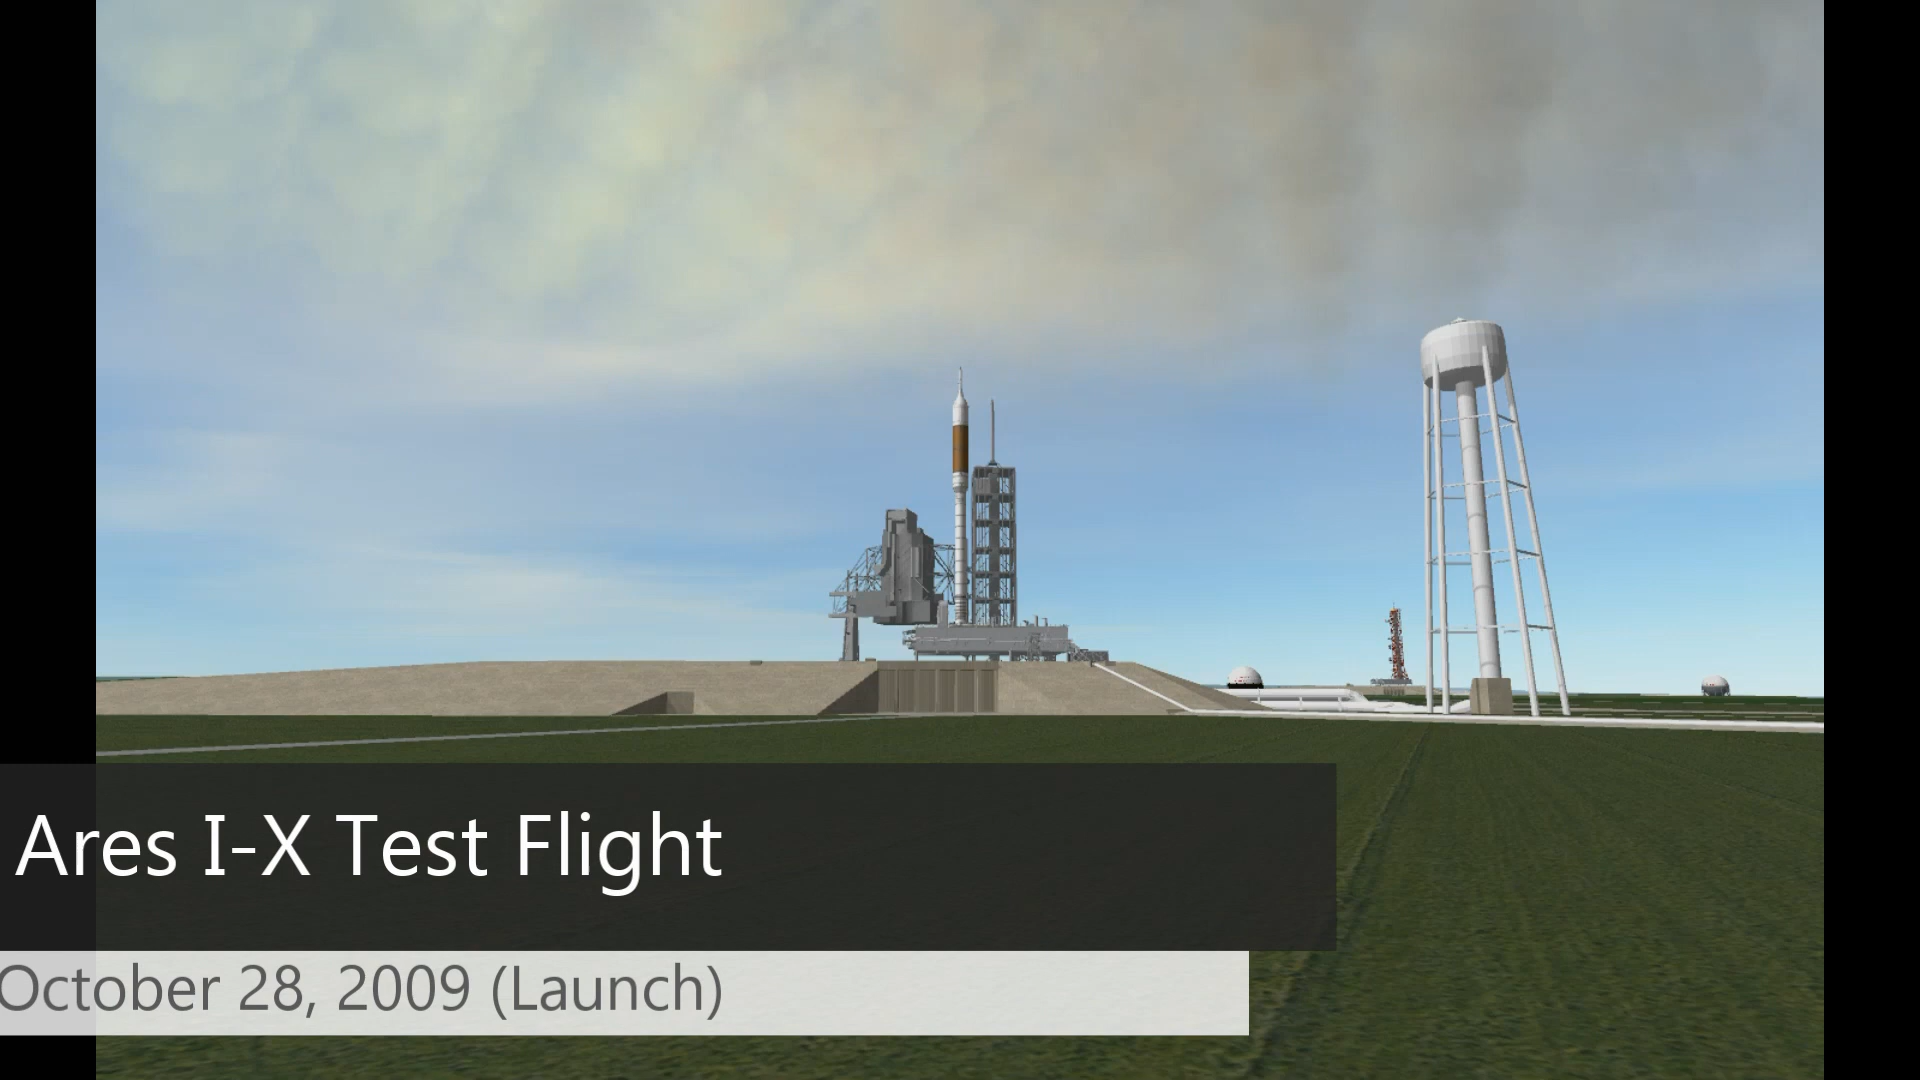 Ares I-X Test Flight
October 28, 2009 (Launch)